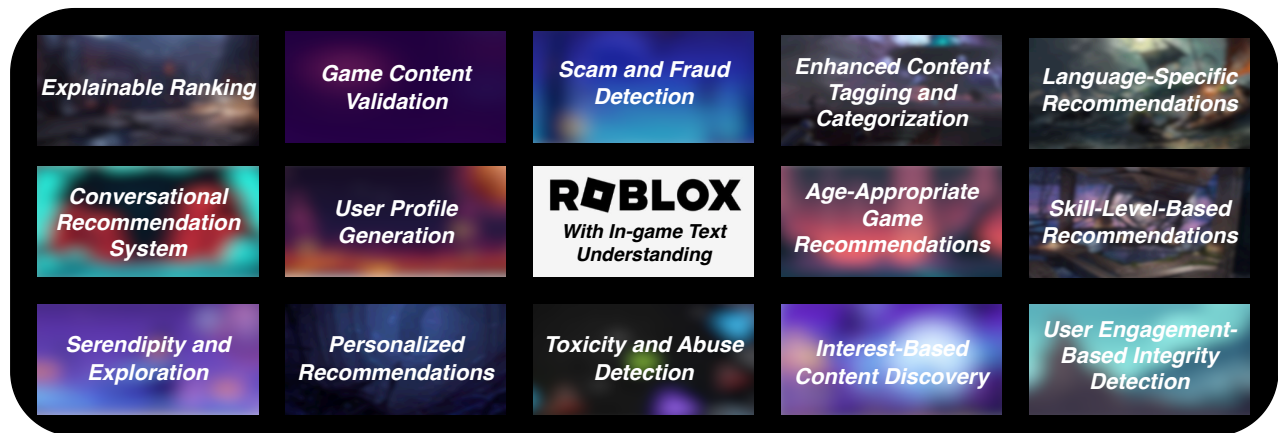 Explainable Ranking
Game Content
Validation
Scam and Fraud
Detection
Enhanced Content
Tagging and
Categorization
Language-Specific
Recommendations
Conversational
Recommendation
System
User Profile
Generation
ROBLOX
With In-game Text
Understanding
Age-Appropriate
Game
Recommendations
Skill-Level-Based
Recommendations
Serendipity and
Exploration
Personalized
Recommendations
Toxicity and Abuse
Detection
Interest-Based
Content Discovery
User Engagement-
Based Integrity
Detection